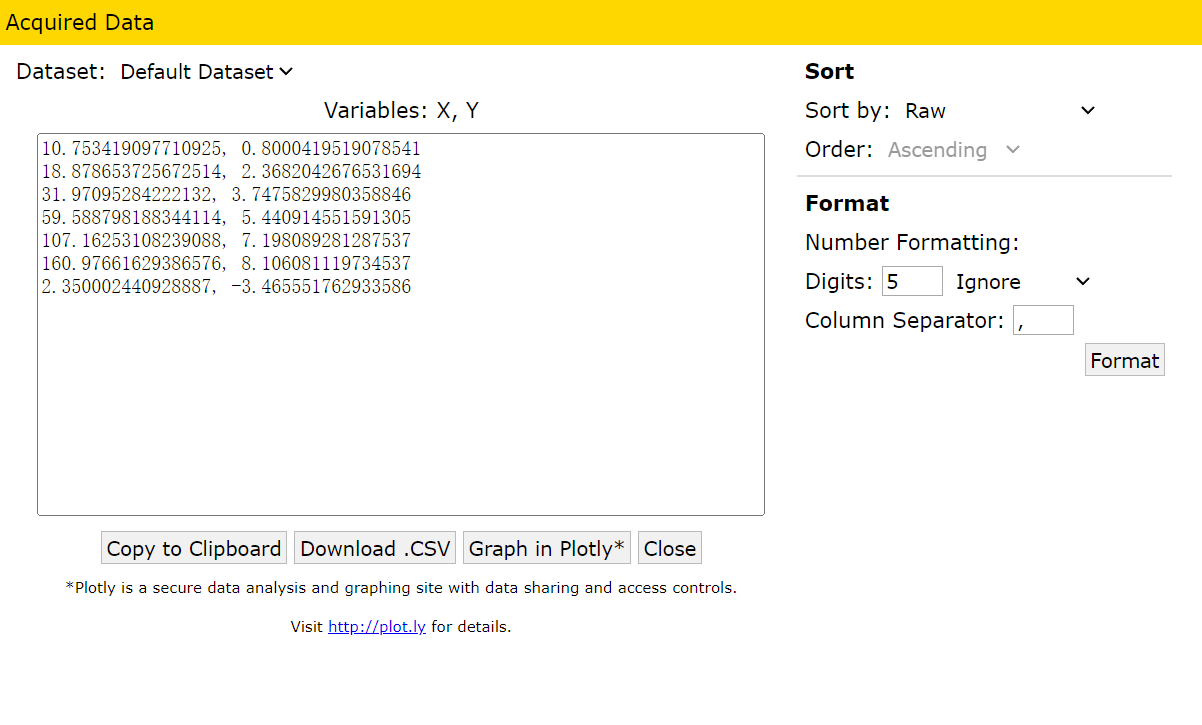 Acquired Data
Dataset: Default Dataset
Variables: X, Y
10.753419097710925, 0.8000419519078541
18.878653725672514, 2.3682042676531694
31.97095284222132, 3.7475829980358846
59.588798188344114, 5.440914551591305
107.16253108239088, 7.198089281287537
160.97661629386576, 8.106081119734537
2.350002440928887, -3.465551762933586
Copy to Clipboard Download .CSV Graph in Plotly* Close
*Plotly is a secure data analysis and graphing site with data sharing and access controls.
Visit http://plot.ly for details.
Sort
Sort by: Raw
Order: Ascending
Format
Number Formatting:
Digits: 5 Ignore
Column Separator: ,
Format